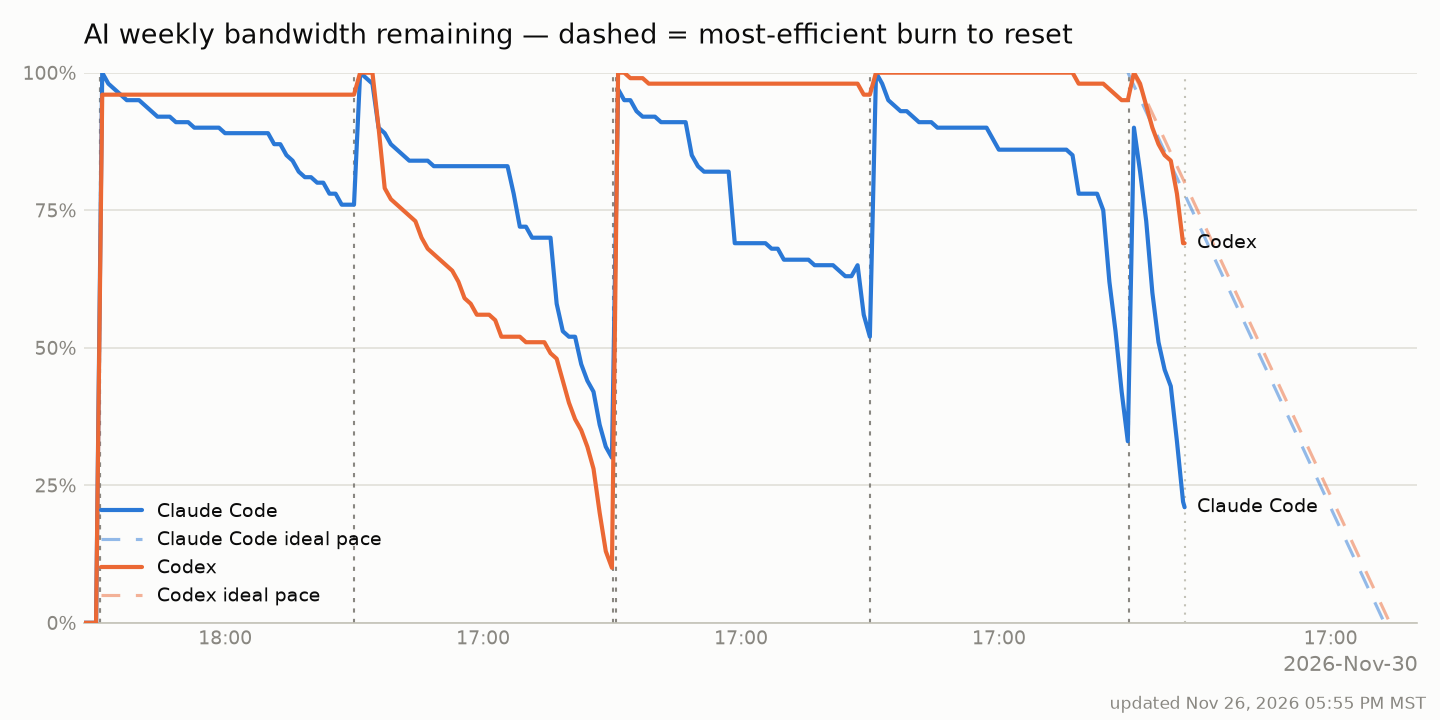 AI weekly bandwidth remaining — dashed = most-efficient burn to reset
100%
75%
50%
25%
0%
Codex
Claude Code
Claude Code
Claude Code ideal pace
Codex
Codex ideal pace
18:00
17:00
17:00
17:00
17:00
2026-Nov-30
updated Nov 26, 2026 05:55 PM MST